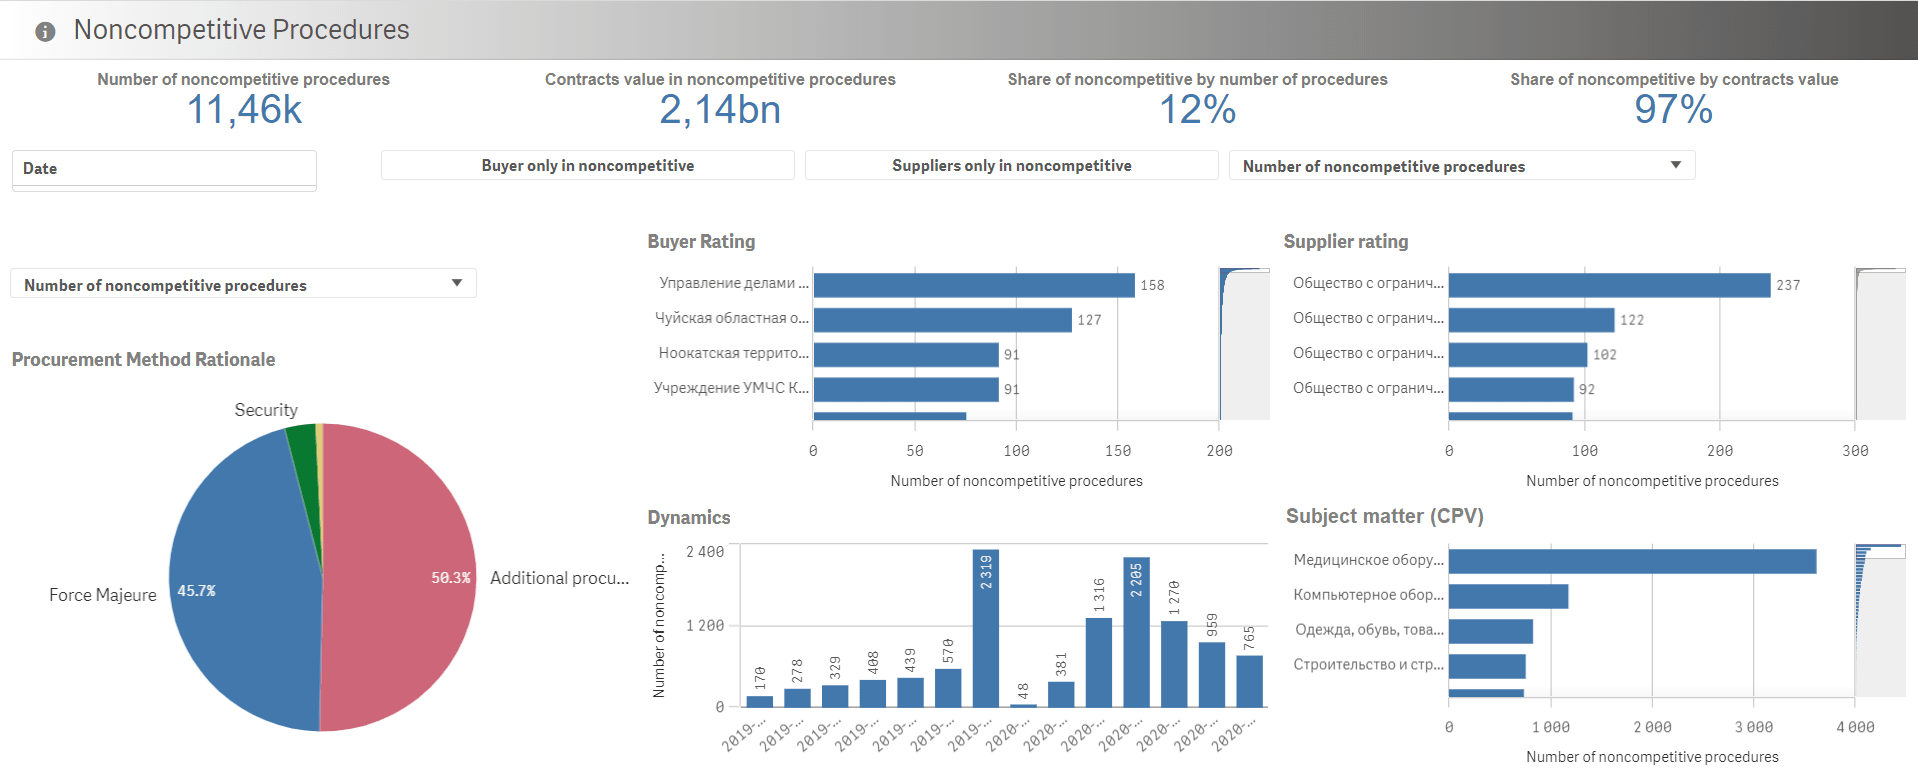 Noncompetitive Procedures
Number of noncompetitive procedures
11,46k
Contracts value in noncompetitive procedures
2,14bn
Share of noncompetitive by number of procedures
12%
Share of noncompetitive by contracts value
97%
Date
Buyer only in noncompetitive
Suppliers only in noncompetitive
Number of noncompetitive procedures
Number of noncompetitive procedures
Procurement Method Rationale
Security
Force Majeure
45.7%
50.3%
Additional procu...
Buyer Rating
Управление делами ...
158
Чуйская областная о...
127
Ноокатская террито...
91
Учреждение УМЧС К...
91
0 50 100 150 200
Number of noncompetitive procedures
Supplier rating
Общество с огранич...
237
Общество с огранич...
122
Общество с огранич...
102
Общество с огранич...
92
0 100 200 300
Number of noncompetitive procedures
Dynamics
Number of noncomp...
2 400
1 200
0
170 278 329 408 439 570 2 319 48 381 1 316 2 205 1 270 959 765
2019-... 2019-... 2019-... 2019-... 2019-... 2019-... 2019-... 2020-... 2020-... 2020-... 2020-... 2020-... 2020-... 2020-...
Subject matter (CPV)
Медицинское обору...
Компьютерное обор...
Одежда, обувь, това...
Строительство и стр...
0 1 000 2 000 3 000 4 000
Number of noncompetitive procedures